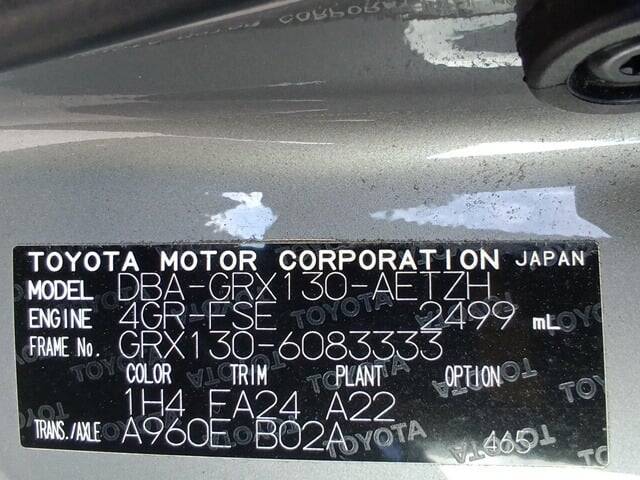 TOYOTA MOTOR CORPORATION JAPAN
MODEL DBA-GRX130-AETZH
ENGINE 4GR-FSE 2499 mL
FRAME No. GRX130-6083333
COLOR TRIM PLANT OPTION
1H4 FA24 A22
TRANS./AXLE A960E B02A 465